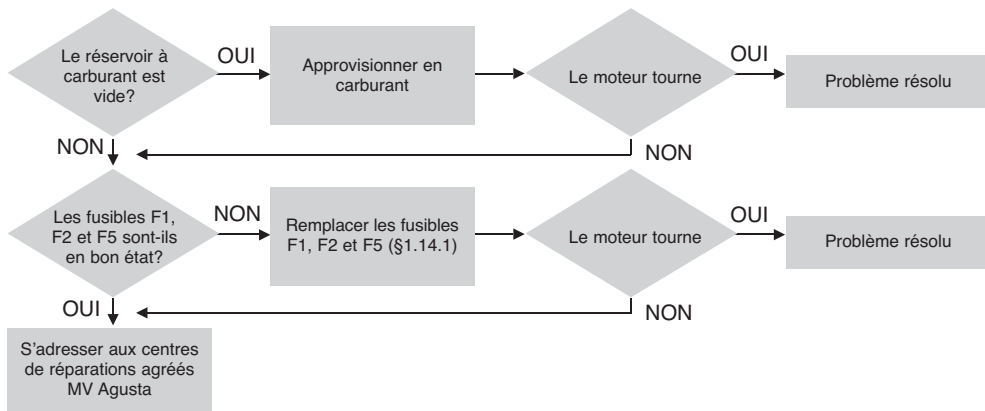 Le réservoir à
carburant est
vide?
OUI
Approvisionner en
carburant
Le moteur tourne
OUI
Problème résolu
NON
NON
Les fusibles F1,
F2 et F5 sont-ils
en bon état?
NON
Remplacer les fusibles
F1, F2 et F5 (§1.14.1)
Le moteur tourne
OUI
Problème résolu
OUI
NON
S'adresser aux centres
de réparations agréés
MV Agusta